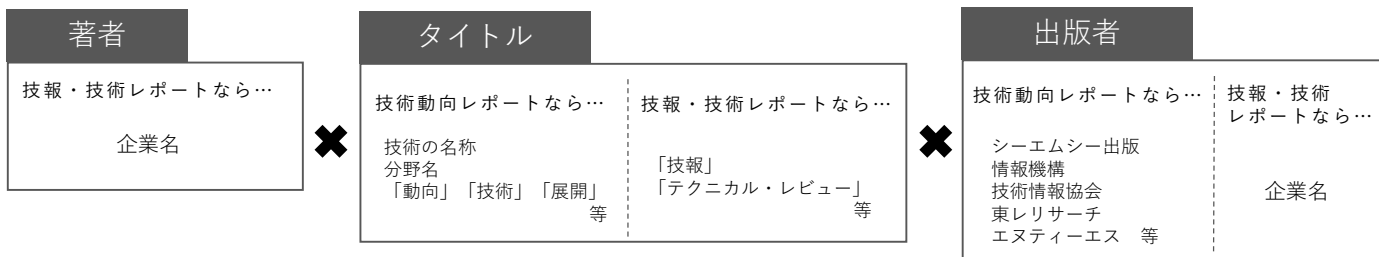 著者
技報・技術レポートなら…
企業名
✖
タイトル
技術動向レポートなら…
技術の名称
分野名
「動向」「技術」「展開」
等
技報・技術レポートなら…
「技報」
「テクニカル・レビュー」
等
✖
出版者
技術動向レポートなら…
シーエムシー出版
情報機構
技術情報協会
東レリサーチ
エヌティーエス　等
技報・技術
レポートなら…
企業名